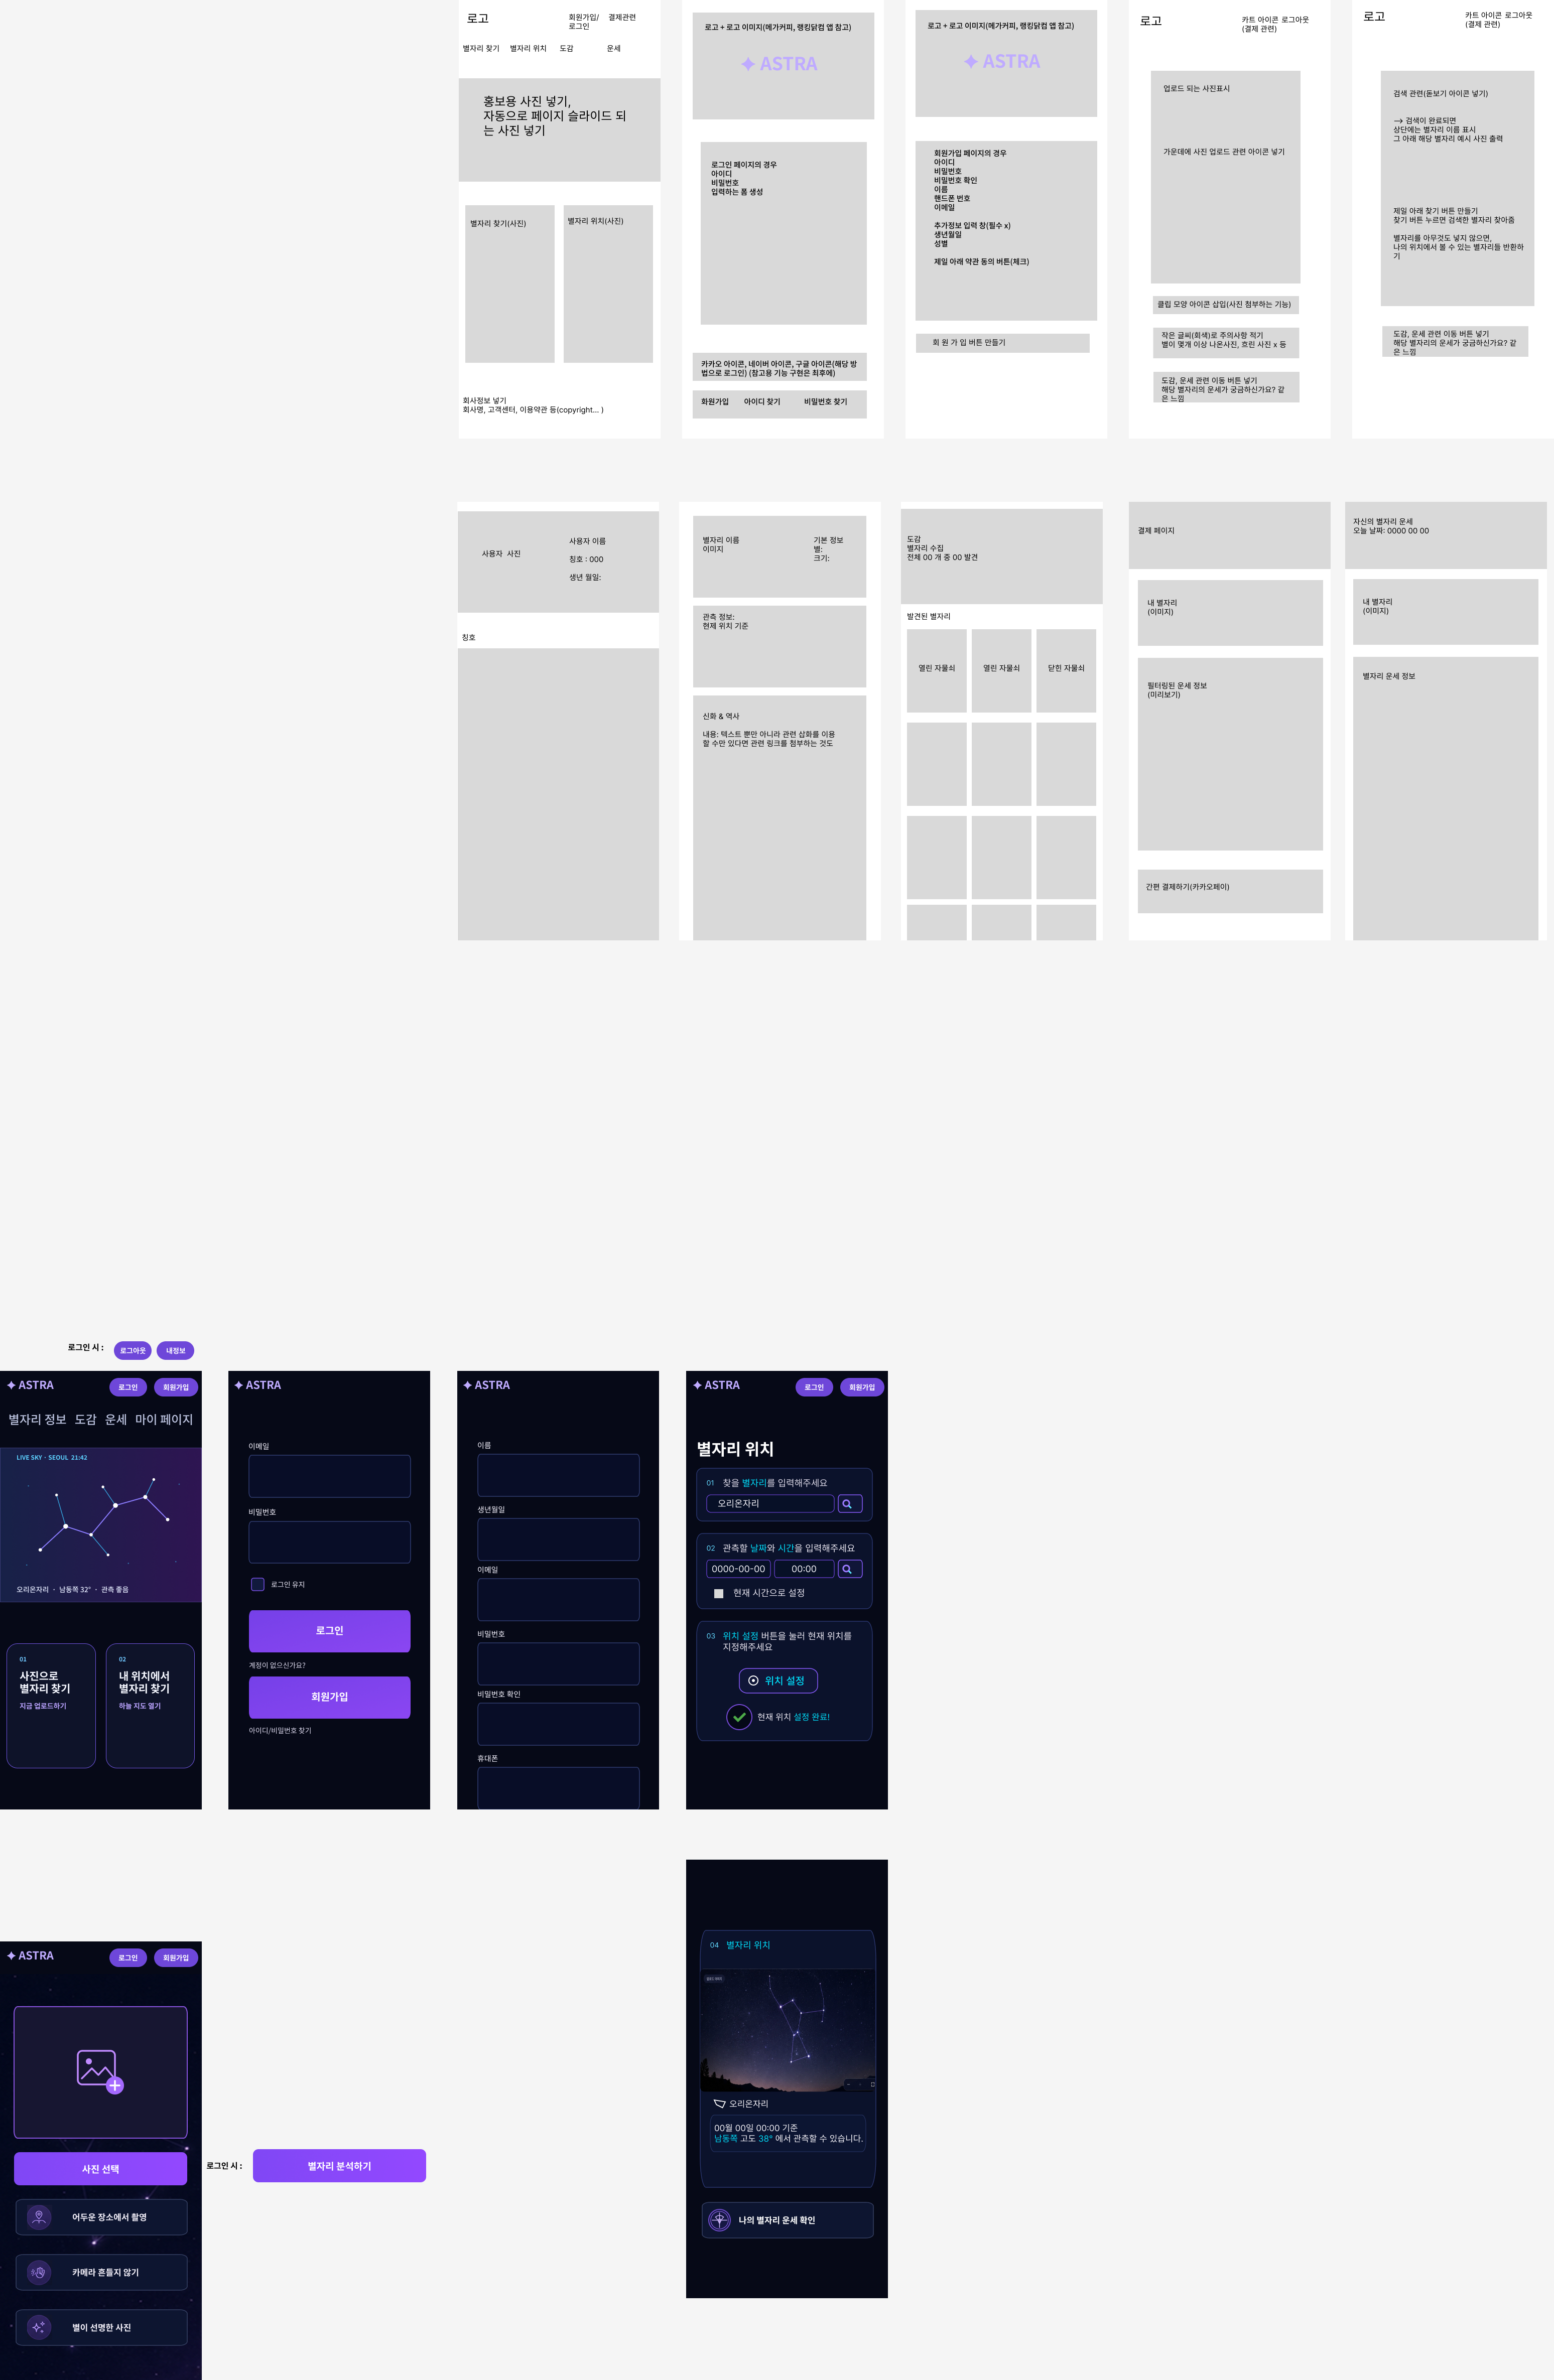 로고
회원가입/
로그인
결제관련
별자리 찾기
별자리 위치
도감
운세
홍보용 사진 넣기,
자동으로 페이지 슬라이드 되
는 사진 넣기
별자리 찾기(사진)
별자리 위치(사진)
회사정보 넣기
회사명, 고객센터, 이용약관 등(copyright... )
로고 + 로고 이미지(메가커피, 랭킹닭컴 앱 참고)
ASTRA
로그인 페이지의 경우
아이디
비밀번호
입력하는 폼 생성
카카오 아이콘, 네이버 아이콘, 구글 아이콘(해당 방
법으로 로그인) (참고용 기능 구현은 최후에)
화원가입
아이디 찾기
비밀번호 찾기
로고 + 로고 이미지(메가커피, 랭킹닭컴 앱 참고)
ASTRA
회원가입 페이지의 경우
아이디
비밀번호
비밀번호 확인
이름
핸드폰 번호
이메일
추가정보 입력 창(필수 x)
생년월일
성별
제일 아래 약관 동의 버튼(체크)
회 원 가 입 버튼 만들기
로고
카트 아이콘 로그아웃
(결제 관련)
업로드 되는 사진표시
가운데에 사진 업로드 관련 아이콘 넣기
클립 모양 아이콘 삽입(사진 첨부하는 기능)
작은 글씨(회색)로 주의사항 적기
별이 몇개 이상 나온사진, 흐린 사진 x 등
도감, 운세 관련 이동 버튼 넣기
해당 별자리의 운세가 궁금하신가요? 같
은 느낌
로고
카트 아이콘 로그아웃
(결제 관련)
검색 관련(돋보기 아이콘 넣기)
--> 검색이 완료되면
상단에는 별자리 이름 표시
그 아래 해당 별자리 예시 사진 출력
제일 아래 찾기 버튼 만들기
찾기 버튼 누르면 검색한 별자리 찾아줌
별자리를 아무것도 넣지 않으면,
나의 위치에서 볼 수 있는 별자리들 반환하
기
도감, 운세 관련 이동 버튼 넣기
해당 별자리의 운세가 궁금하신가요? 같
은 느낌
사용자 사진
사용자 이름
칭호 : 000
생년 월일:
칭호
별자리 이름
이미지
기본 정보
별:
크기:
관측 정보:
현제 위치 기준
신화 & 역사
내용: 텍스트 뿐만 아니라 관련 삽화를 이용
할 수만 있다면 관련 링크를 첨부하는 것도
도감
별자리 수집
전체 00 개 중 00 발견
발견된 별자리
열린 자물쇠
열린 자물쇠
닫힌 자물쇠
결제 페이지
내 별자리
(이미지)
필터링된 운세 정보
(미리보기)
간편 결제하기(카카오페이)
자신의 별자리 운세
오늘 날짜: 0000 00 00
내 별자리
(이미지)
별자리 운세 정보
로그인 시 :
로그아웃
내정보
ASTRA
로그인
회원가입
별자리 정보
도감
운세
마이 페이지
LIVE SKY · SEOUL 21:42
오리온자리 · 남동쪽 32° · 관측 좋음
01
사진으로
별자리 찾기
지금 업로드하기
02
내 위치에서
별자리 찾기
하늘 지도 열기
ASTRA
이메일
비밀번호
로그인 유지
로그인
계정이 없으신가요?
회원가입
아이디/비밀번호 찾기
ASTRA
이름
생년월일
이메일
비밀번호
비밀번호 확인
휴대폰
ASTRA
로그인
회원가입
별자리 위치
01 찾을 별자리를 입력해주세요
오리온자리
02 관측할 날짜와 시간을 입력해주세요
0000-00-00
00:00
현재 시간으로 설정
03 위치 설정 버튼을 눌러 현재 위치를
지정해주세요
위치 설정
현재 위치 설정 완료!
ASTRA
로그인
회원가입
사진 선택
어두운 장소에서 촬영
카메라 흔들지 않기
별이 선명한 사진
로그인 시 :
별자리 분석하기
04 별자리 위치
오리온자리
00월 00일 00:00 기준
남동쪽 고도 38° 에서 관측할 수 있습니다.
나의 별자리 운세 확인